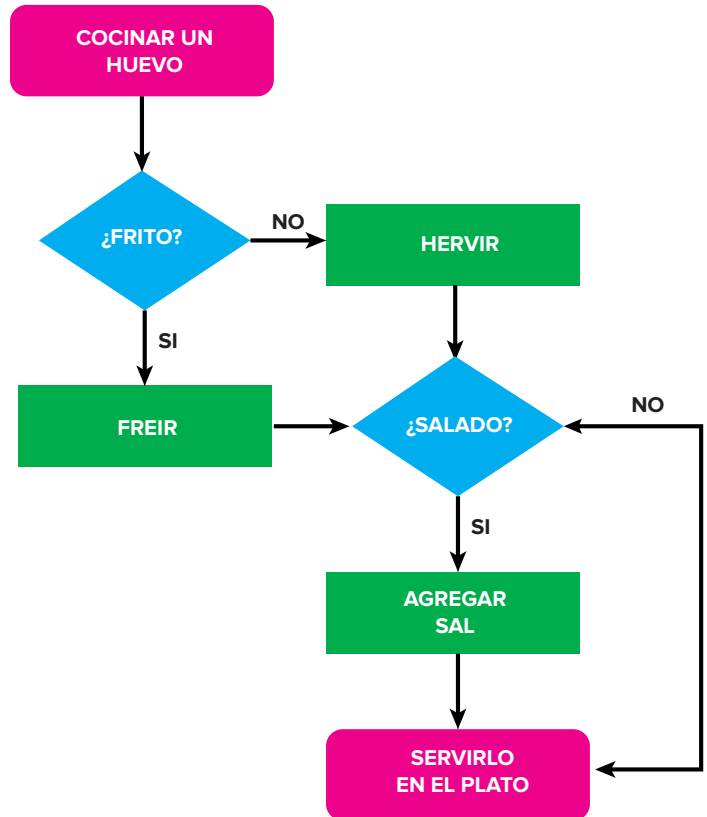 COCINAR UN
HUEVO
¿FRITO?
NO
HERVIR
SI
FREIR
¿SALADO?
NO
SI
AGREGAR
SAL
SERVIRLO
EN EL PLATO